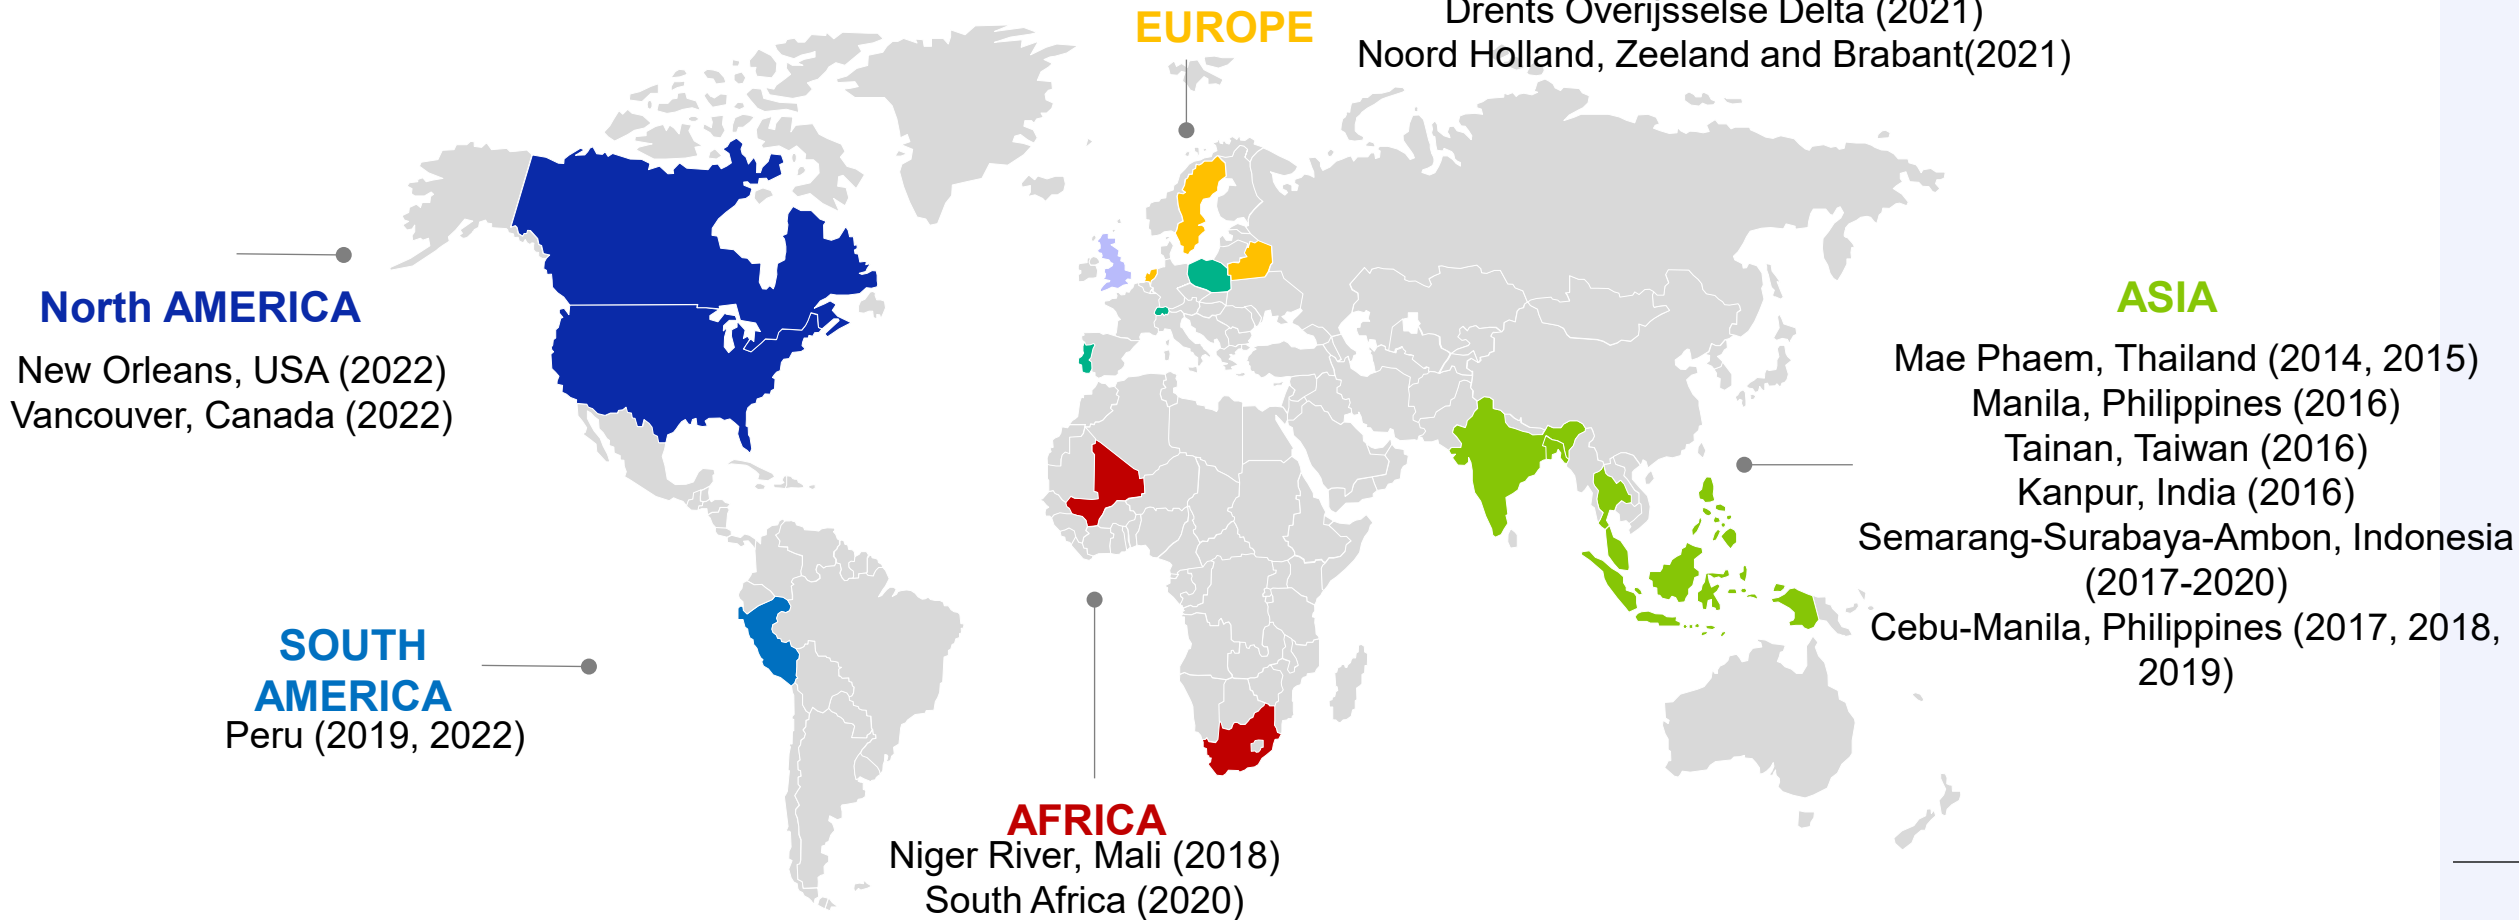 EUROPE
Drents Overijsselse Delta (2021)
Noord Holland, Zeeland and Brabant(2021)
North AMERICA
New Orleans, USA (2022)
Vancouver, Canada (2022)
ASIA
Mae Phaem, Thailand (2014, 2015)
Manila, Philippines (2016)
Tainan, Taiwan (2016)
Kanpur, India (2016)
Semarang-Surabaya-Ambon, Indonesia
(2017-2020)
Cebu-Manila, Philippines (2017, 2018,
2019)
SOUTH
AMERICA
Peru (2019, 2022)
AFRICA
Niger River, Mali (2018)
South Africa (2020)